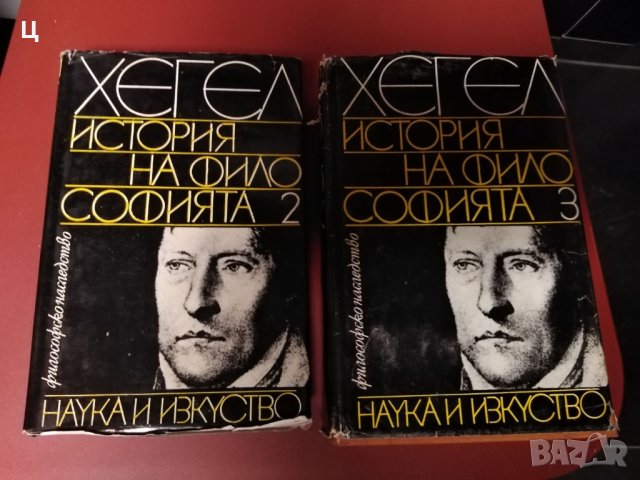 Ц
ХЕГЕЛ
ИСТОРИЯ
НА ФИЛО
СОФИЯТА 2
философско наследство
НАУКА И ИЗКУСТВО
ХЕГЕЛ
ИСТОРИЯ
НА ФИЛО
СОФИЯТА 3
философско наследство
НАУКА И ИЗКУСТВО
BAZAR